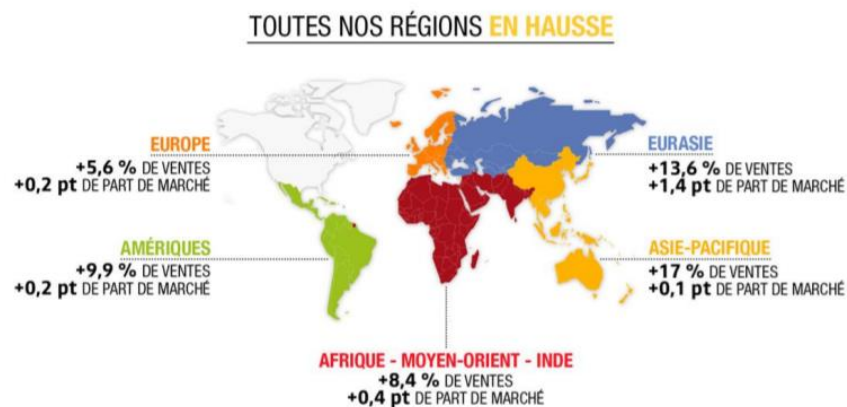 TOUTES NOS RÉGIONS EN HAUSSE
EUROPE
+5,6 % DE VENTES
+0,2 pt DE PART DE MARCHÉ
EURASIE
+13,6 % DE VENTES
+1,4 pt DE PART DE MARCHÉ
AMÉRIQUES
+9,9 % DE VENTES
+0,2 pt DE PART DE MARCHÉ
ASIE-PACIFIQUE
+17 % DE VENTES
+0,1 pt DE PART DE MARCHÉ
AFRIQUE - MOYEN-ORIENT - INDE
+8,4 % DE VENTES
+0,4 pt DE PART DE MARCHÉ